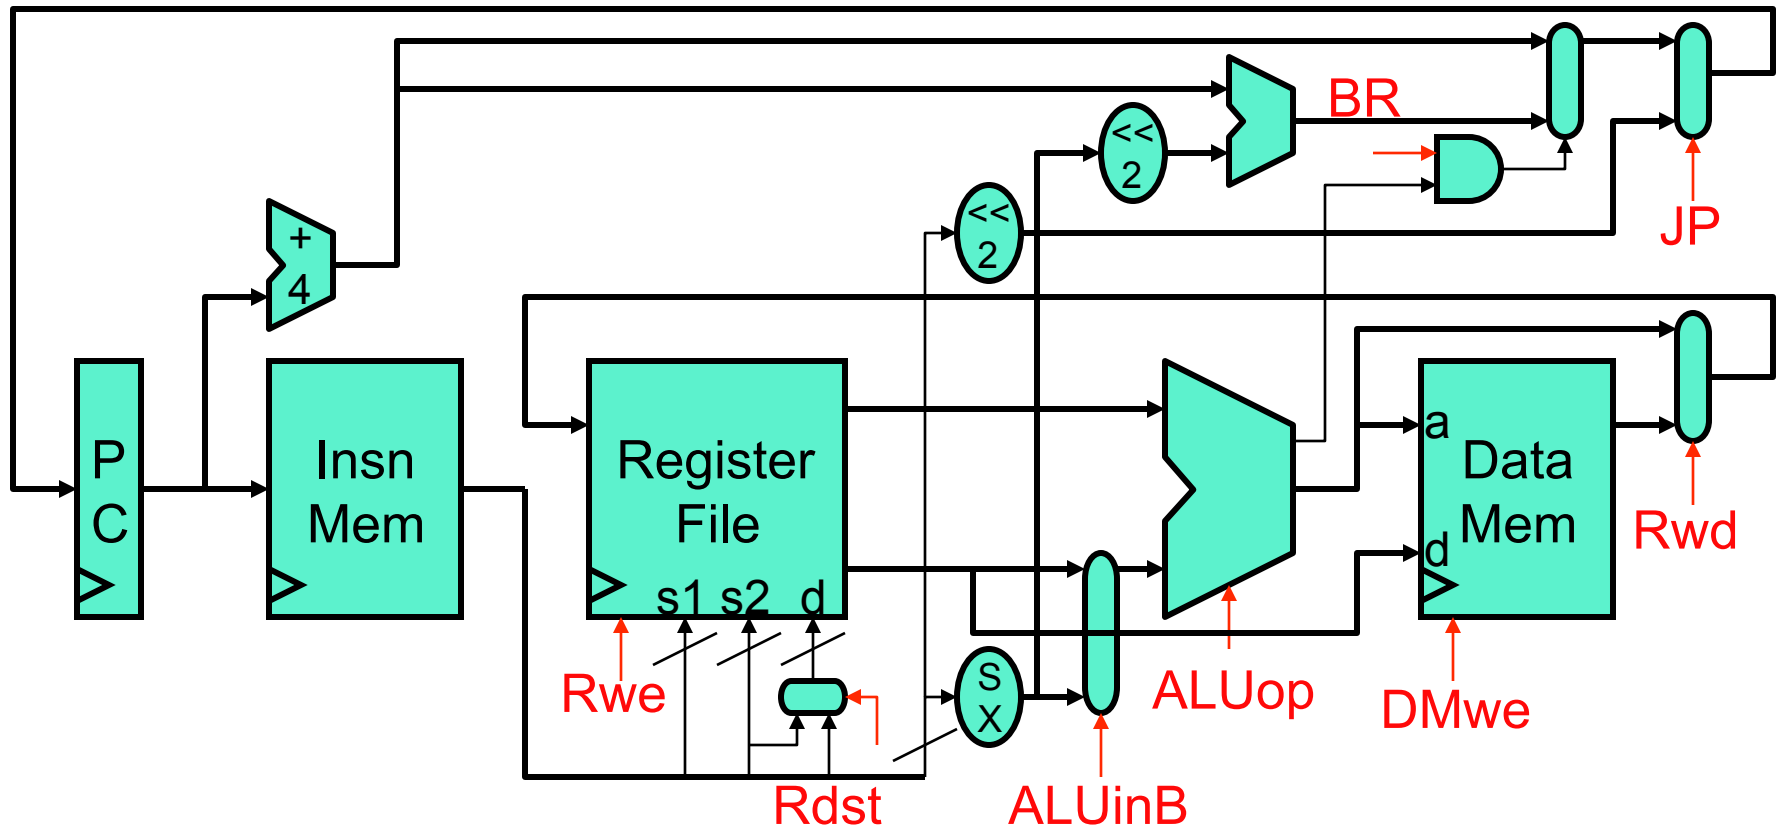 BR
<<
2
<<
2
JP
+
4
P
C
Insn
Mem
Register
File
s1 s2 d
a
d
Data
Mem
Rwd
Rwe
S
X
ALUop
DMwe
Rdst
ALUinB